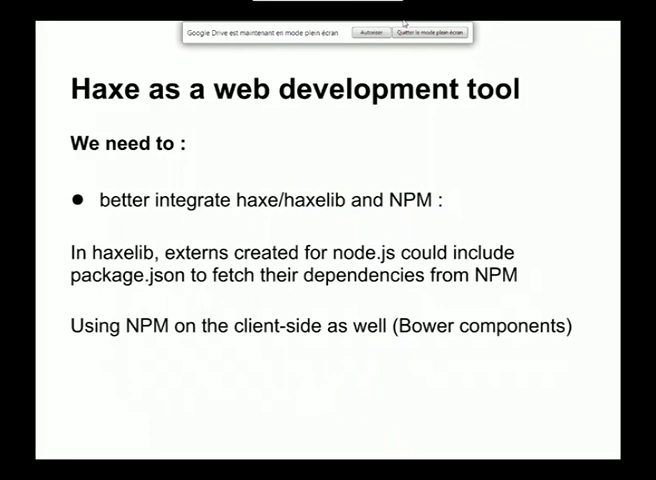 Google Drive est maintenant en mode plein écran Autoriser Quitter le mode plein écran
Haxe as a web development tool
We need to :
● better integrate haxe/haxelib and NPM :
In haxelib, externs created for node.js could include
package.json to fetch their dependencies from NPM
Using NPM on the client-side as well (Bower components)